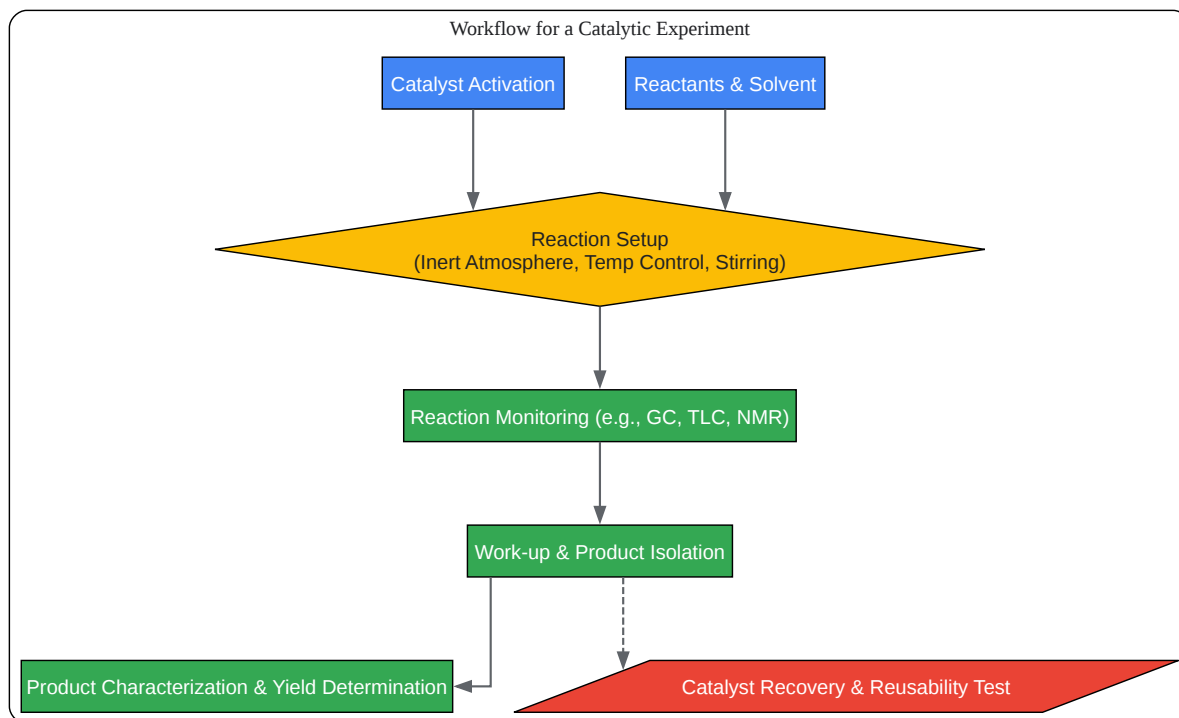 Workflow for a Catalytic Experiment
Catalyst Activation
Reactants & Solvent
Reaction Setup
(Inert Atmosphere, Temp Control, Stirring)
Reaction Monitoring (e.g., GC, TLC, NMR)
Work-up & Product Isolation
Product Characterization & Yield Determination
Catalyst Recovery & Reusability Test